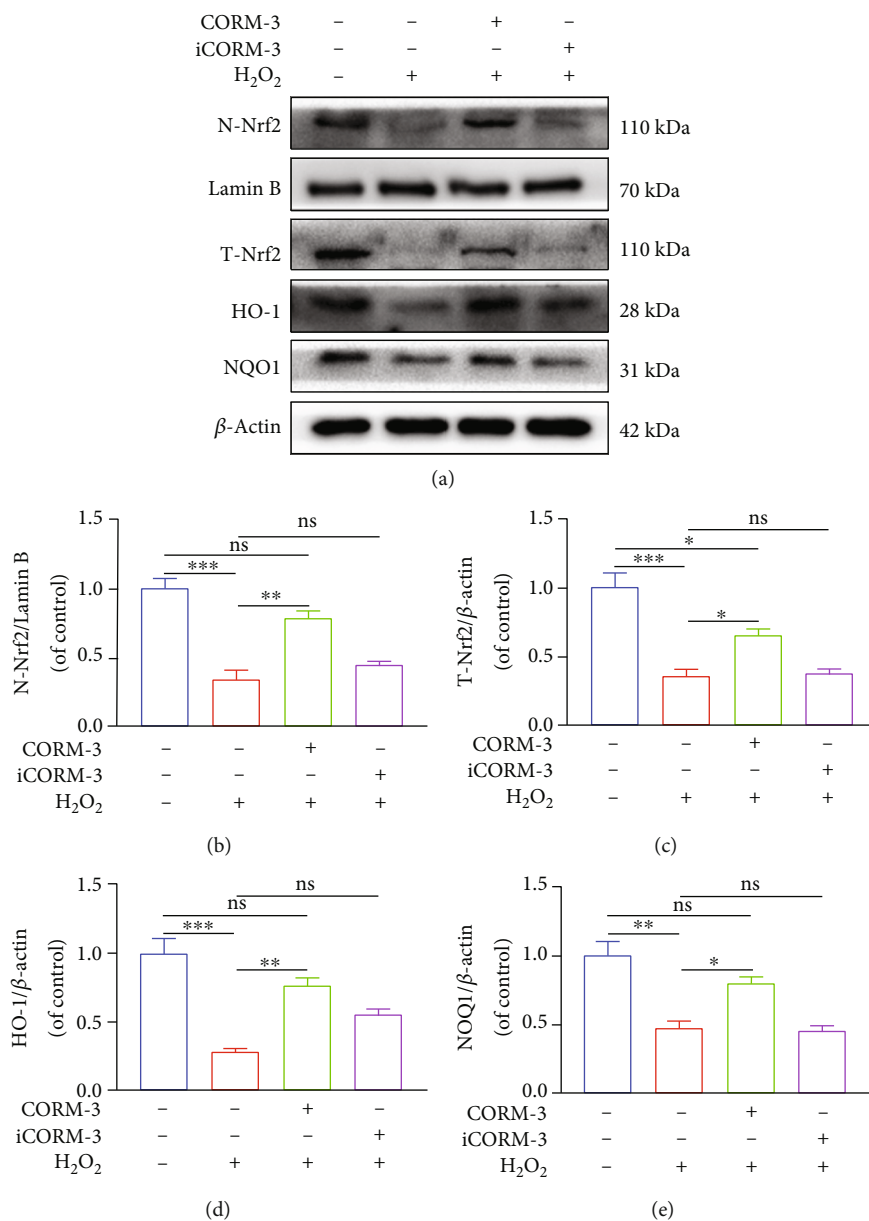 CORM-3 – – + –
iCORM-3 – – – +
H₂O₂ – + + +
N-Nrf2 110 kDa
Lamin B 70 kDa
T-Nrf2 110 kDa
HO-1 28 kDa
NQO1 31 kDa
β-Actin 42 kDa
(a)
N-Nrf2/Lamin B
(of control)
1.5
1.0
0.5
0.0
ns
ns
***
**
CORM-3 – – + –
iCORM-3 – – – +
H₂O₂ – + + +
(b)
T-Nrf2/β-actin
(of control)
1.5
1.0
0.5
0.0
ns
*
***
*
CORM-3 – – + –
iCORM-3 – – – +
H₂O₂ – + + +
(c)
HO-1/β-actin
(of control)
1.5
1.0
0.5
0.0
ns
ns
***
**
CORM-3 – – + –
iCORM-3 – – – +
H₂O₂ – + + +
(d)
NOQ1/β-actin
(of control)
1.5
1.0
0.5
0.0
ns
ns
**
*
CORM-3 – – + –
iCORM-3 – – – +
H₂O₂ – + + +
(e)